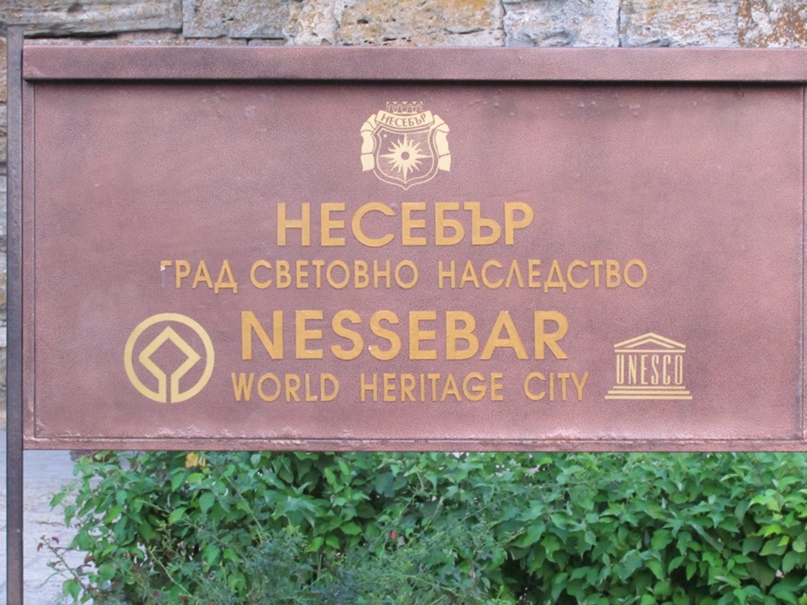 НЕСЕБЪР
НЕСЕБЪР
ГРАД СВЕТОВНО НАСЛЕДСТВО
NESSEBAR
WORLD HERITAGE CITY
UNESCO